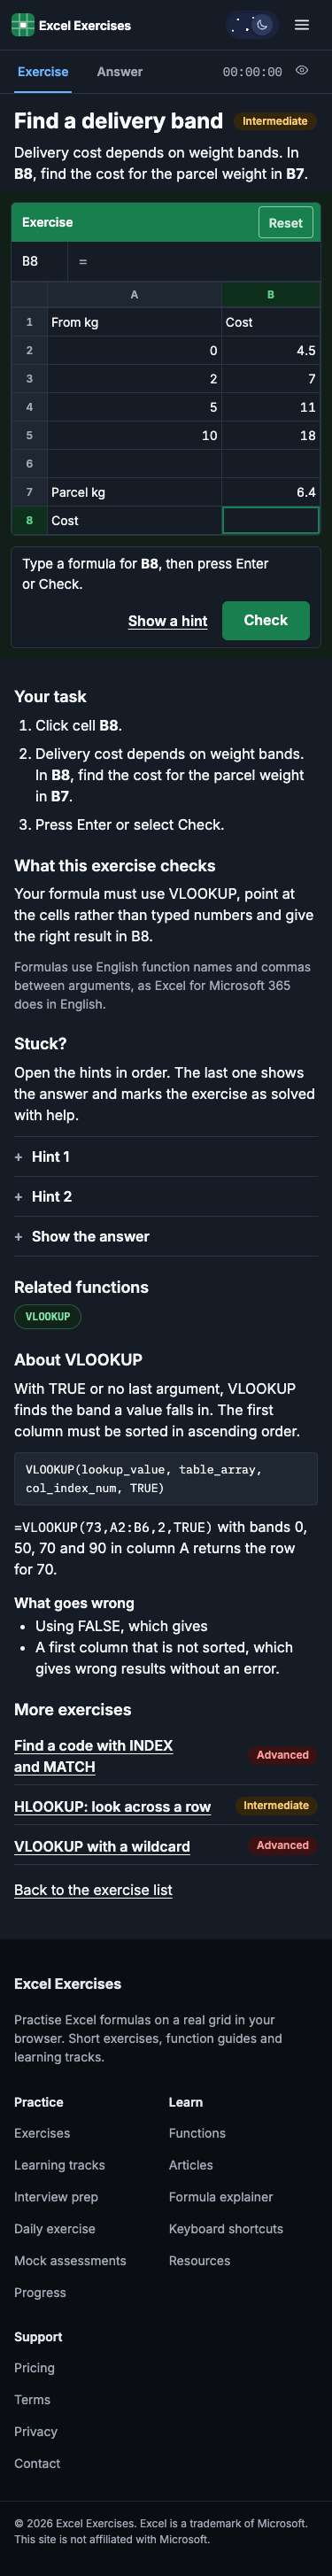 Excel Exercises
Exercise Answer 00:00:00
Find a delivery band Intermediate
Delivery cost depends on weight bands. In
B8, find the cost for the parcel weight in B7.
Exercise Reset
B8 =
A B
1 From kg Cost
2 0 4.5
3 2 7
4 5 11
5 10 18
6
7 Parcel kg 6.4
8 Cost
Type a formula for B8, then press Enter
or Check.
Show a hint Check
Your task
1. Click cell B8.
2. Delivery cost depends on weight bands.
In B8, find the cost for the parcel weight
in B7.
3. Press Enter or select Check.
What this exercise checks
Your formula must use VLOOKUP, point at
the cells rather than typed numbers and give
the right result in B8.
Formulas use English function names and commas
between arguments, as Excel for Microsoft 365
does in English.
Stuck?
Open the hints in order. The last one shows
the answer and marks the exercise as solved
with help.
+ Hint 1
+ Hint 2
+ Show the answer
Related functions
VLOOKUP
About VLOOKUP
With TRUE or no last argument, VLOOKUP
finds the band a value falls in. The first
column must be sorted in ascending order.
VLOOKUP(lookup_value, table_array,
col_index_num, TRUE)
=VLOOKUP(73,A2:B6,2,TRUE) with bands 0,
50, 70 and 90 in column A returns the row
for 70.
What goes wrong
• Using FALSE, which gives
• A first column that is not sorted, which
gives wrong results without an error.
More exercises
Find a code with INDEX
and MATCH Advanced
HLOOKUP: look across a row Intermediate
VLOOKUP with a wildcard Advanced
Back to the exercise list
Excel Exercises
Practise Excel formulas on a real grid in your
browser. Short exercises, function guides and
learning tracks.
Practice Learn
Exercises Functions
Learning tracks Articles
Interview prep Formula explainer
Daily exercise Keyboard shortcuts
Mock assessments Resources
Progress
Support
Pricing
Terms
Privacy
Contact
© 2026 Excel Exercises. Excel is a trademark of Microsoft.
This site is not affiliated with Microsoft.